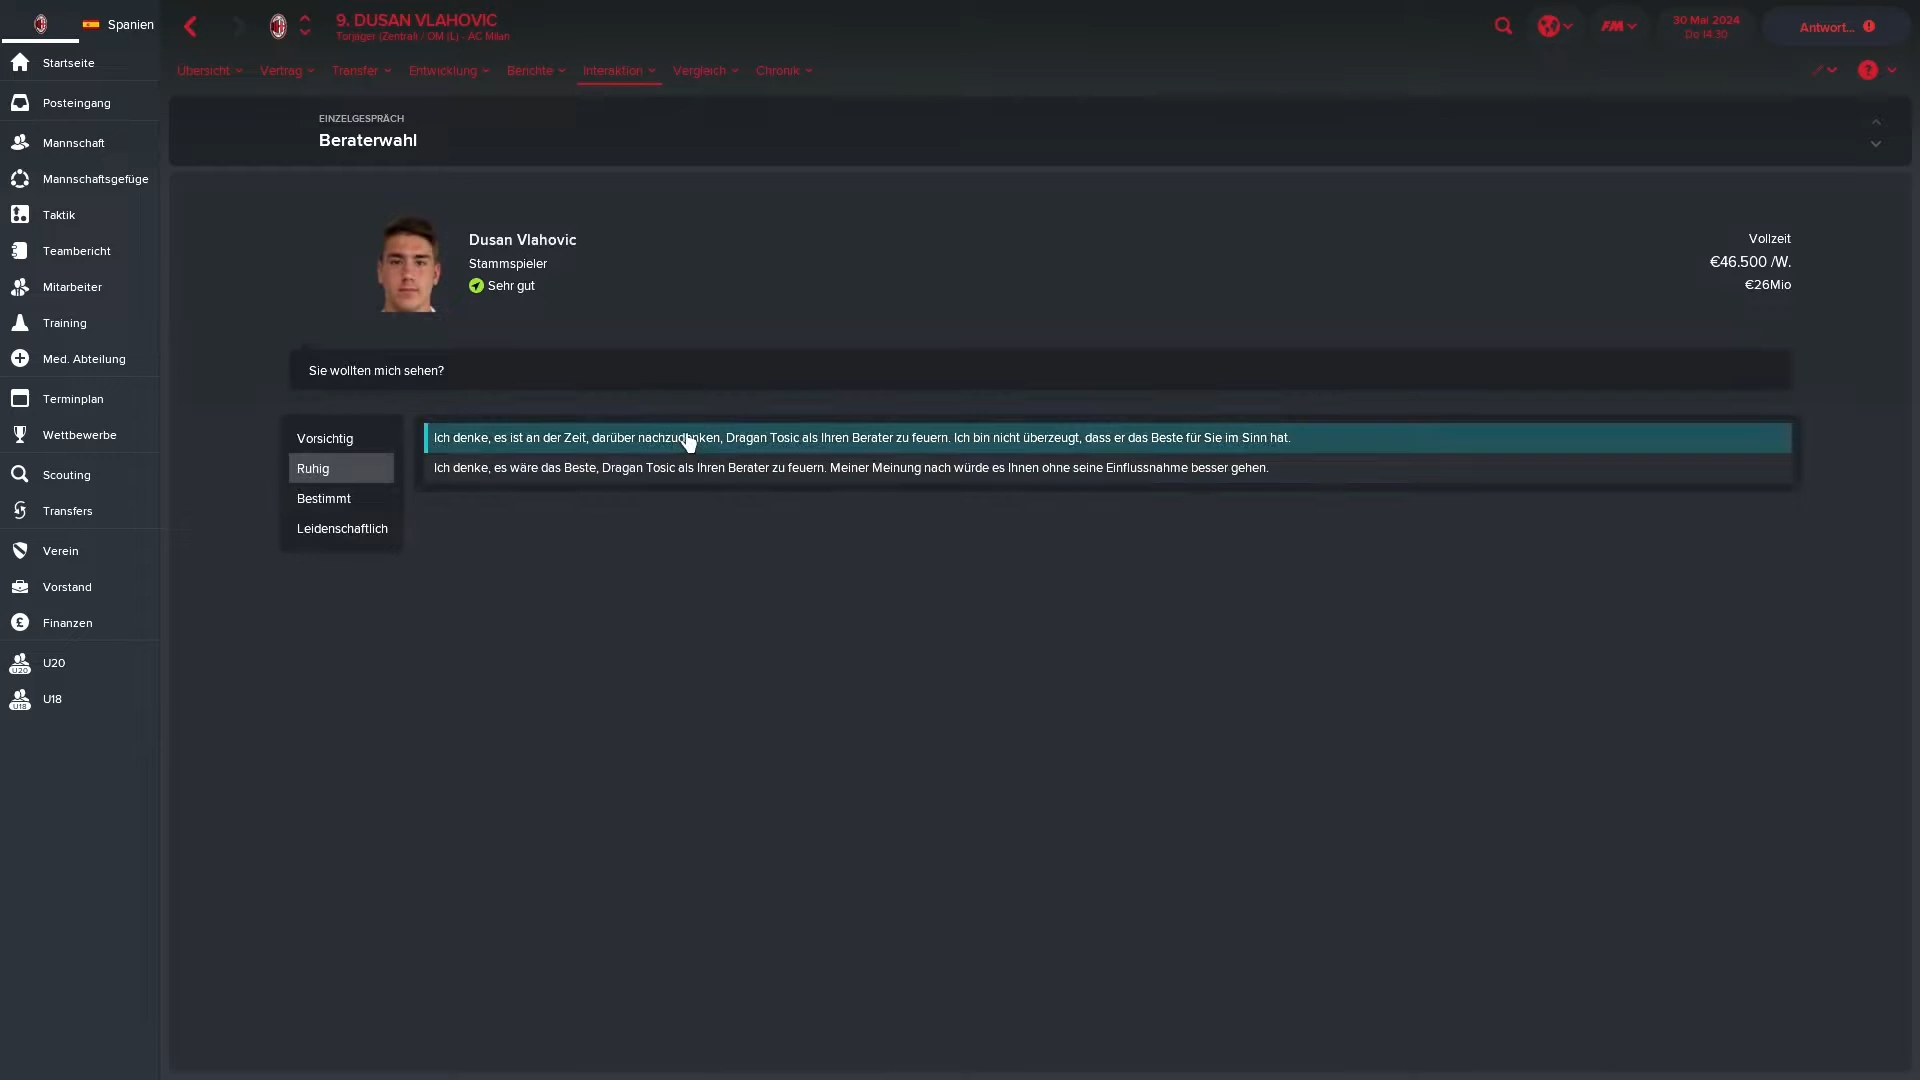 Spanien
9. DUSAN VLAHOVIC
Torjäger (Zentral) / OM (L) - AC Milan
FM
30 Mai 2024
Do 14:30
Antwort...
Startseite
Posteingang
Mannschaft
Mannschaftsgefüge
Taktik
Teambericht
Mitarbeiter
Training
Med. Abteilung
Terminplan
Wettbewerbe
Scouting
Transfers
Verein
Vorstand
Finanzen
U20
U20
U18
U18
Übersicht
Vertrag
Transfer
Entwicklung
Berichte
Interaktion
Vergleich
Chronik
EINZELGESPRÄCH
Beraterwahl
Dusan Vlahovic
Stammspieler
Sehr gut
Vollzeit
€46.500 /W.
€26Mio
Sie wollten mich sehen?
Vorsichtig
Ruhig
Bestimmt
Leidenschaftlich
Ich denke, es ist an der Zeit, darüber nachzudenken, Dragan Tosic als Ihren Berater zu feuern. Ich bin nicht überzeugt, dass er das Beste für Sie im Sinn hat.
Ich denke, es wäre das Beste, Dragan Tosic als Ihren Berater zu feuern. Meiner Meinung nach würde es Ihnen ohne seine Einflussnahme besser gehen.